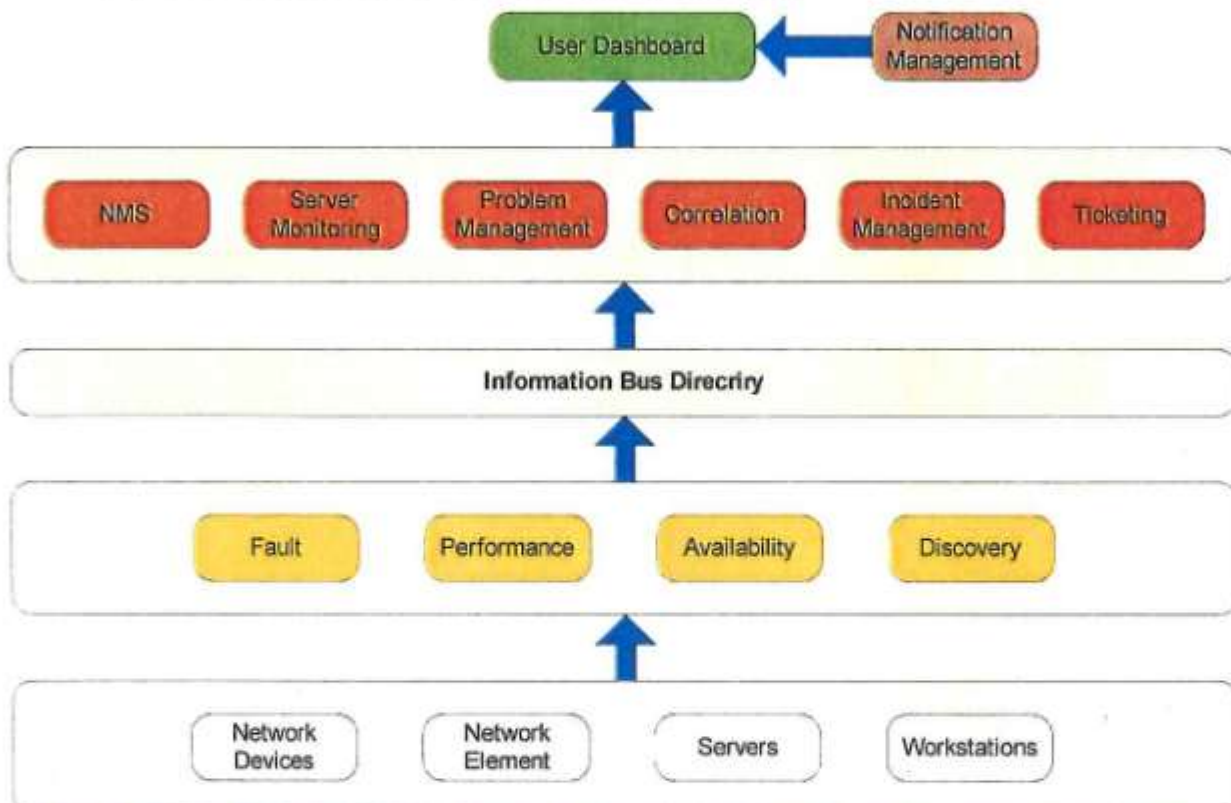 User Dashboard
Notification
Management
NMS
Server
Monitoring
Problem
Management
Correlation
Incident
Management
Ticketing
Information Bus Direcriry
Fault
Performance
Availability
Discovery
Network
Devices
Network
Element
Servers
Workstations